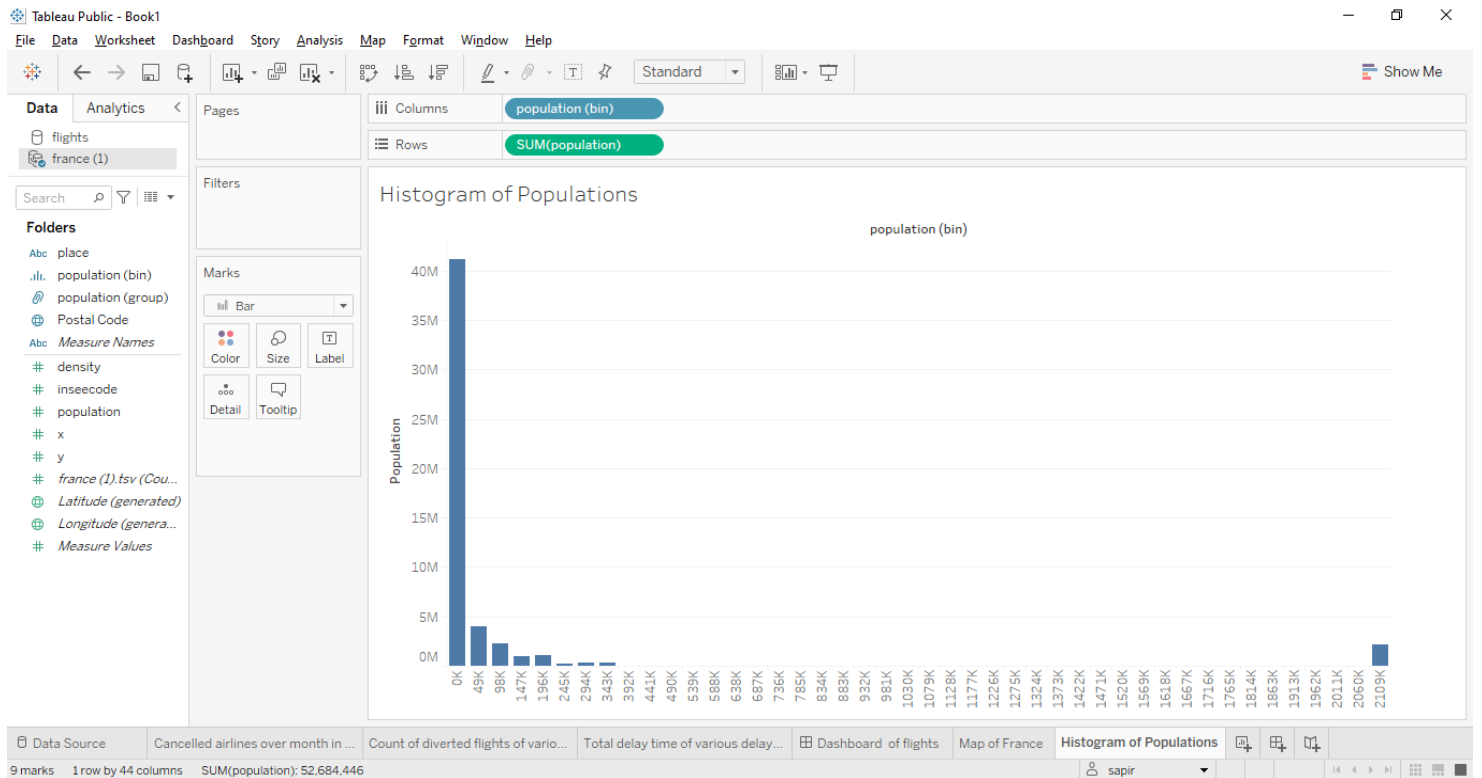 Tableau Public - Book1
File Data Worksheet Dashboard Story Analysis Map Format Window Help
Standard
Show Me
Data Analytics
flights
france (1)
Search
Folders
Abc place
population (bin)
population (group)
Postal Code
Abc Measure Names
# density
# inseecode
# population
# x
# y
# france (1).tsv (Cou...
Latitude (generated)
Longitude (genera...
# Measure Values
Pages
Filters
Marks
Bar
Color Size Label
Detail Tooltip
Columns population (bin)
Rows SUM(population)
Histogram of Populations
population (bin)
Population
40M
35M
30M
25M
20M
15M
10M
5M
0M
0K 49K 98K 147K 196K 245K 294K 343K 392K 441K 490K 539K 588K 638K 687K 736K 785K 834K 883K 932K 981K 1030K 1079K 1128K 1177K 1226K 1275K 1324K 1373K 1422K 1471K 1520K 1569K 1618K 1667K 1716K 1765K 1814K 1863K 1913K 1962K 2011K 2060K 2109K
Data Source Cancelled airlines over month in ... Count of diverted flights of vario... Total delay time of various delay... Dashboard of flights Map of France Histogram of Populations
9 marks 1 row by 44 columns SUM(population): 52,684,446 sapir